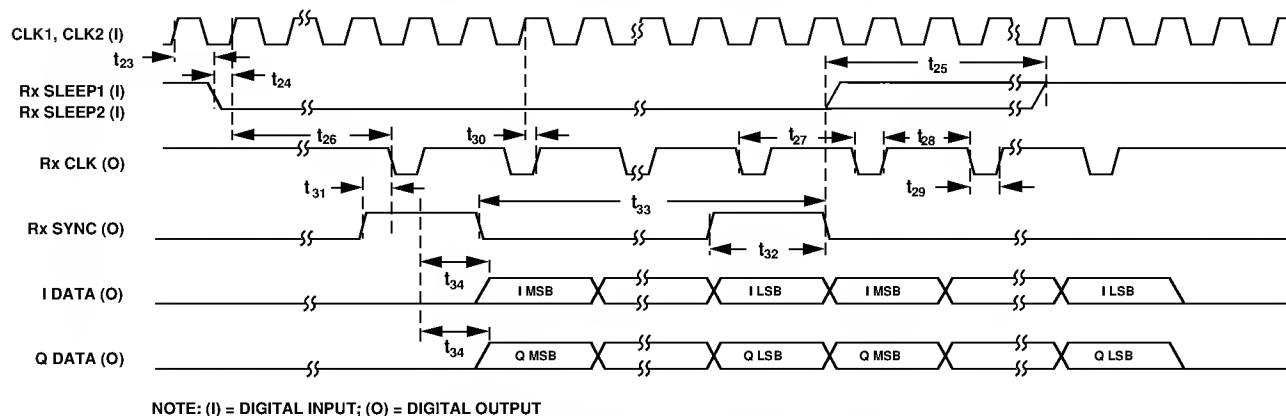 CLK1, CLK2 (I)
t23
t24
t25
Rx SLEEP1 (I)
Rx SLEEP2 (I)
t26
t30
t27
t28
Rx CLK (O)
t31
t29
t33
Rx SYNC (O)
t32
t34
I DATA (O)
I MSB
I LSB
I MSB
I LSB
t34
Q DATA (O)
Q MSB
Q LSB
Q MSB
Q LSB
NOTE: (I) = DIGITAL INPUT; (O) = DIGITAL OUTPUT